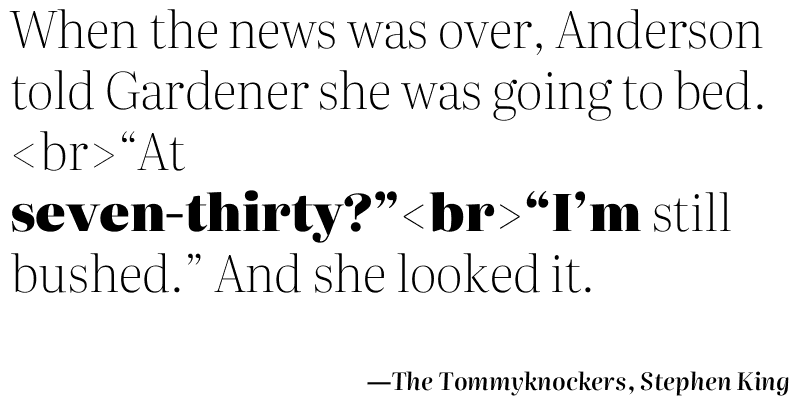 When the news was over, Anderson
told Gardener she was going to bed.
<br>“At
seven-thirty?”<br>“I’m still
bushed.” And she looked it.
—The Tommyknockers, Stephen King